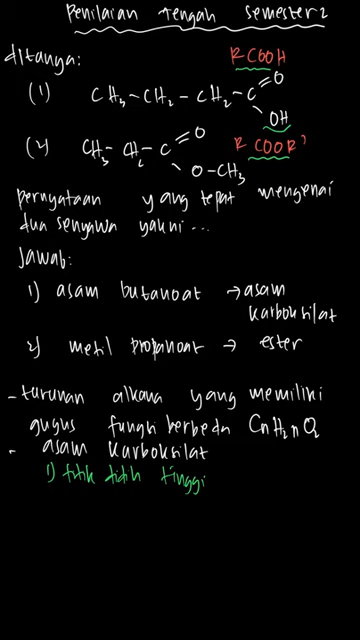 Penilaian Tengah Semester 2
ditanya:
R COOH
(1) CH3-CH2-CH2-C=O
OH
(2) CH3-CH2-C=O
O-CH3
R COOR'
pernyataan yang tepat mengenai
dua senyawa yakni ...
Jawab:
1) asam butanoat → asam
karboksilat
2) metil propanoat → ester
- turunan alkana yang memiliki
gugus fungsi berbeda CnH2nO2
- asam karboksilat
1) titik didih tinggi